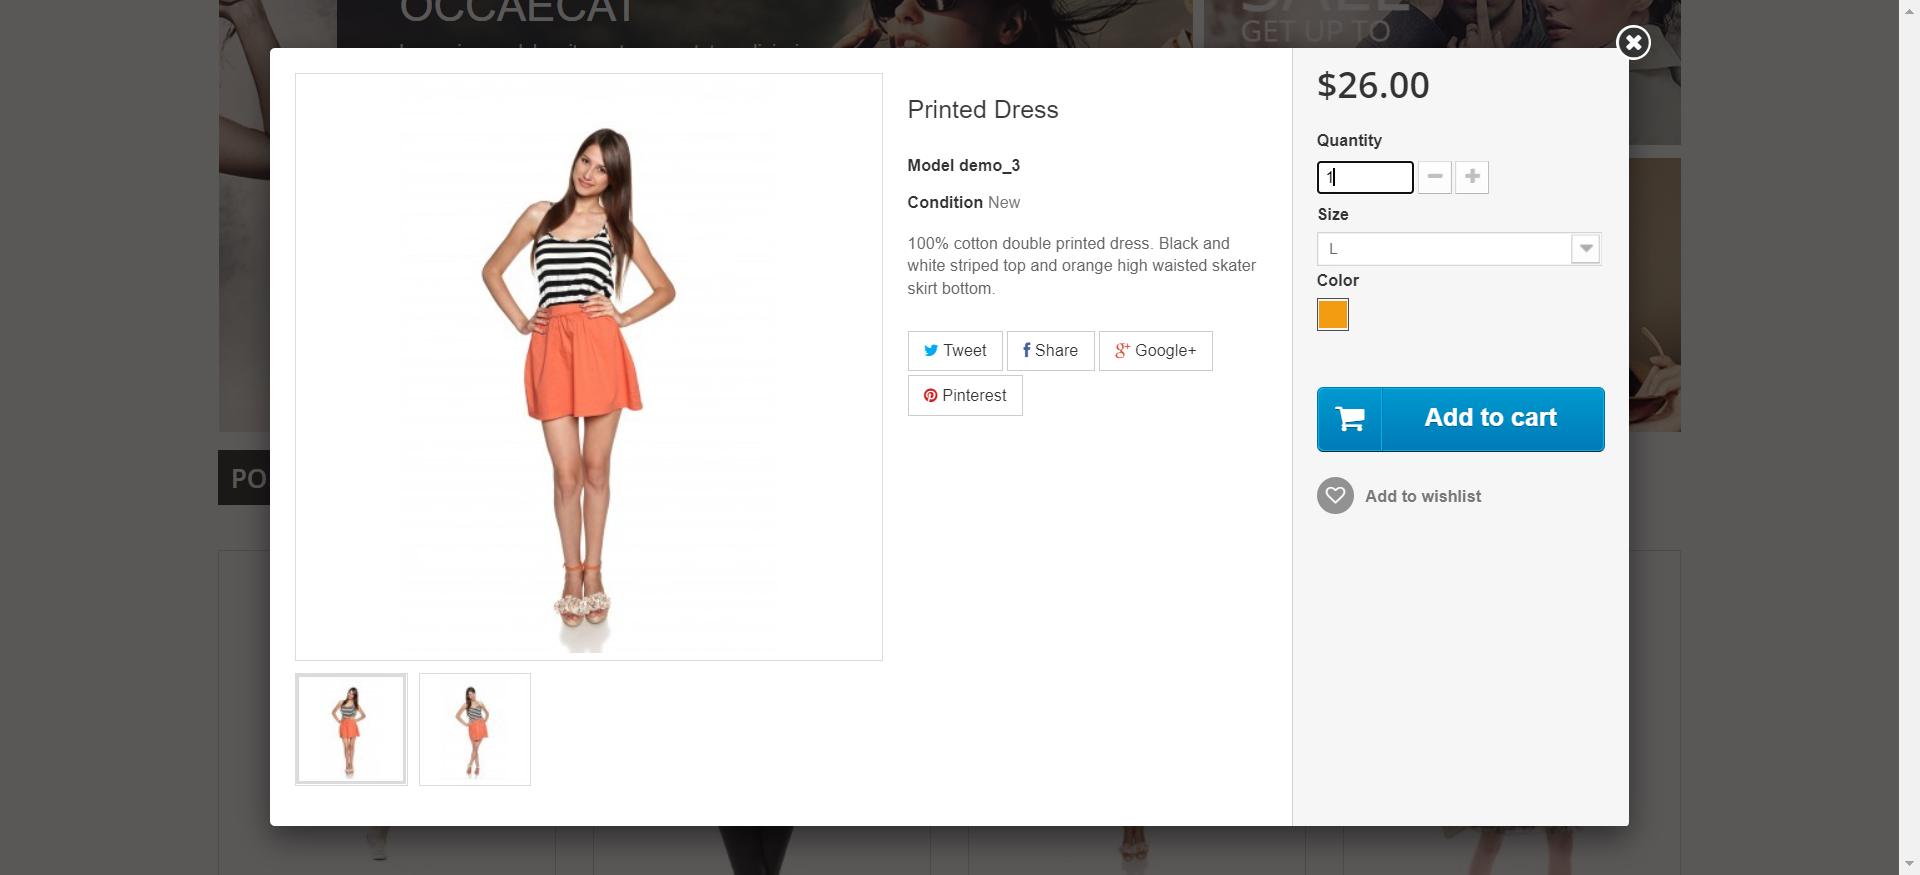 OCCAECAT
SALE
GET UP TO
Printed Dress
Model demo_3
Condition New
100% cotton double printed dress. Black and
white striped top and orange high waisted skater
skirt bottom.
Tweet
Share
Google+
Pinterest
$26.00
Quantity
1
Size
L
Color
Add to cart
Add to wishlist
PO